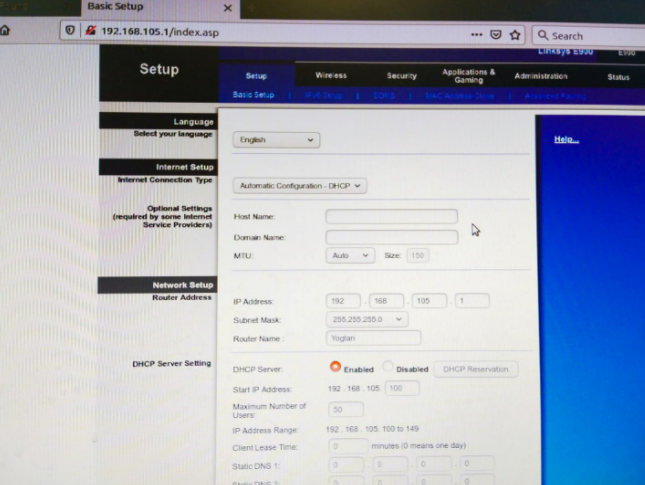 Basic Setup ×
192.168.105.1/index.asp ··· Search
Linksys E900 E900
Setup
Setup Wireless Security Applications & Gaming Administration Status
Basic Setup | IPv6 Setup | DDNS | MAC Address Clone | Advanced Routing
Language
Select your language
English
Help...
Internet Setup
Internet Connection Type
Automatic Configuration - DHCP
Optional Settings
(required by some Internet
Service Providers)
Host Name:
Domain Name:
MTU: Auto Size:
Network Setup
Router Address
IP Address: 192 . 168 . 105 . 1
Subnet Mask: 255.255.255.0
Router Name : Yoglan
DHCP Server Setting
DHCP Server: Enabled Disabled DHCP Reservation
Start IP Address: 192 . 168 . 105. 100
Maximum Number of
Users: 50
IP Address Range: 192 . 168 . 105. 100 to 149
Client Lease Time: 0 minutes (0 means one day)
Static DNS 1: 0 . 0 . 0 . 0
Static DNS 2: 0 . 0 . 0 . 0